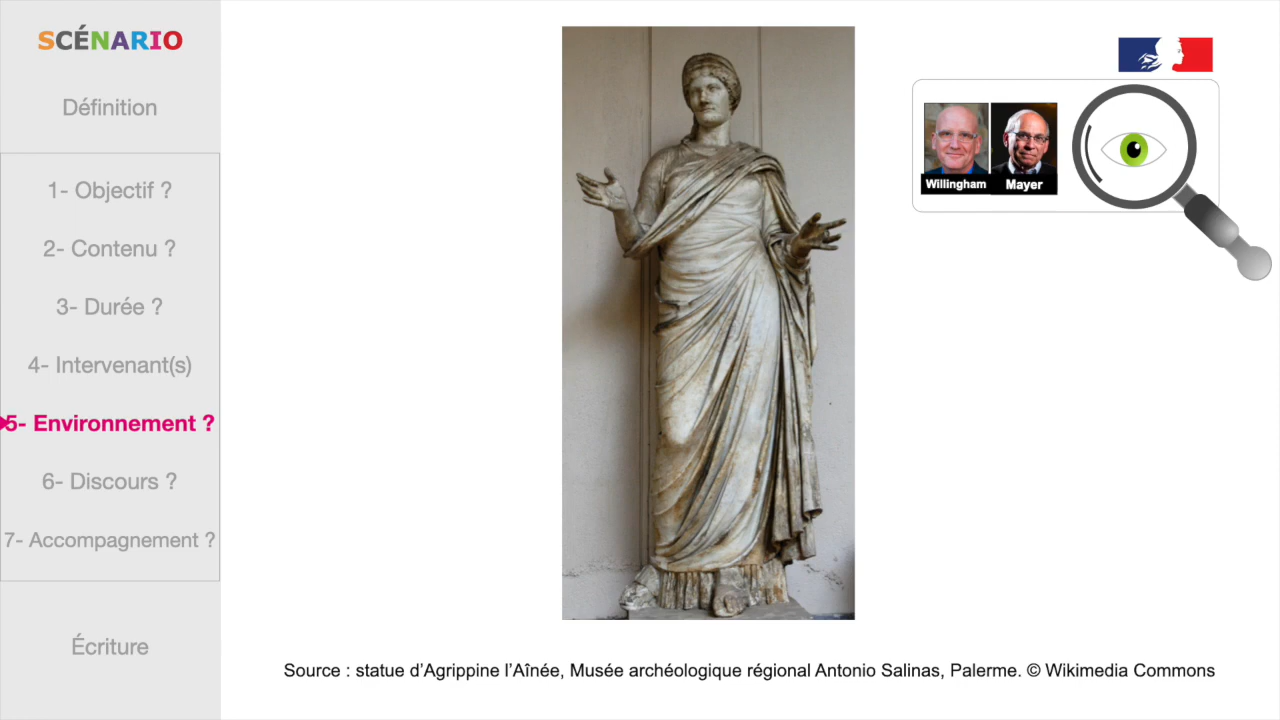 SCÉNARIO
Définition
1- Objectif ?
2- Contenu ?
3- Durée ?
4- Intervenant(s)
5- Environnement ?
6- Discours ?
7- Accompagnement ?
Écriture
Willingham
Mayer
Source : statue d’Agrippine l’Aînée, Musée archéologique régional Antonio Salinas, Palerme. © Wikimedia Commons